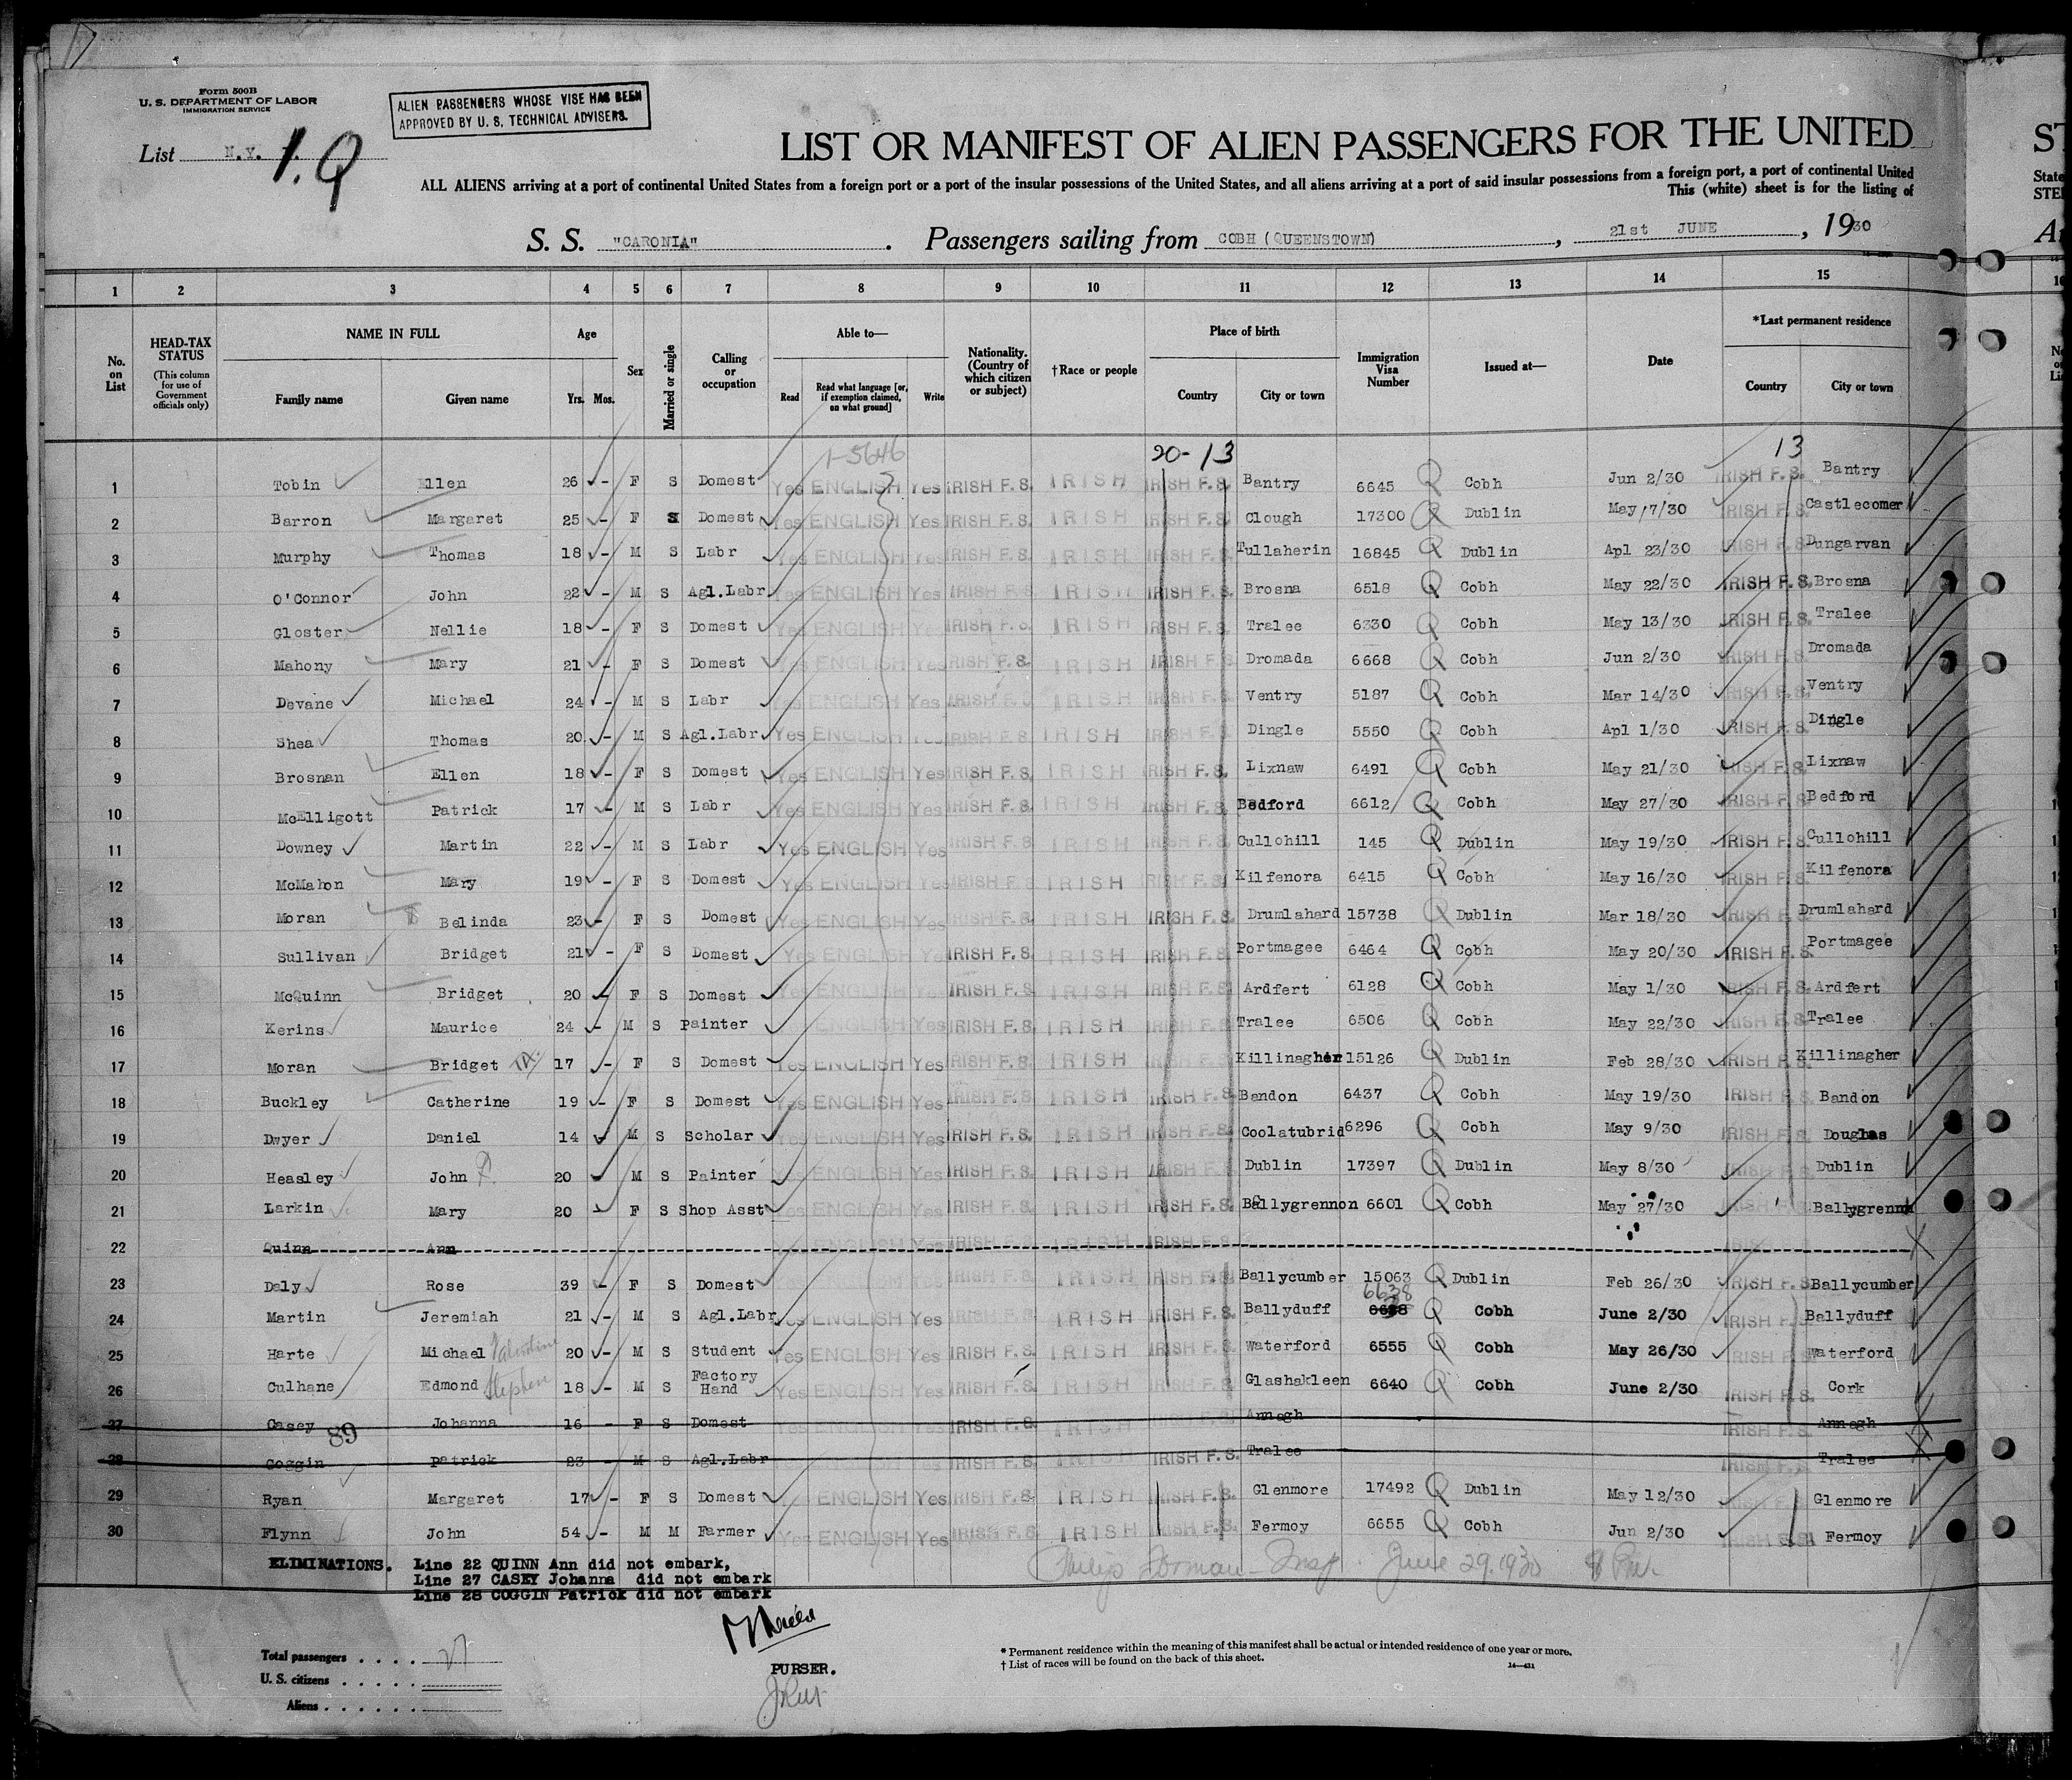 Form 500B
U. S. DEPARTMENT OF LABOR
IMMIGRATION SERVICE
ALIEN PASSENGERS WHOSE VISE HAS BEEN
APPROVED BY U. S. TECHNICAL ADVISERS.
List N.Y. 1. Q
LIST OR MANIFEST OF ALIEN PASSENGERS FOR THE UNITED
ALL ALIENS arriving at a port of continental United States from a foreign port or a port of the insular possessions of the United States, and all aliens arriving at a port of said insular possessions from a foreign port, a port of continental United
This (white) sheet is for the listing of
S. S. "CARONIA". Passengers sailing from COBH (QUEENSTOWN), 21st JUNE, 1930
1 2 3 4 5 6 7 8 9 10 11 12 13 14 15
No. on List HEAD-TAX STATUS (This column for use of Government officials only) NAME IN FULL Family name Given name Age Yrs. Mos. Sex Married or single Calling or occupation Able to— Read Read what language [or, if exemption claimed, on what ground] Write Nationality. (Country of which citizen or subject) †Race or people Place of birth Country City or town Immigration Visa Number Issued at— Date *Last permanent residence Country City or town
1-5646 20-13 13
1 Tobin Ellen 26 - F S Domest Yes ENGLISH Yes IRISH F.S. IRISH IRISH F.S. Bantry 6645 Q Cobh Jun 2/30 IRISH F.S. Bantry
2 Barron Margaret 25 - F S Domest Yes ENGLISH Yes IRISH F.S. IRISH IRISH F.S. Clough 17300 Q Dublin May 7/30 IRISH F.S. Castlecomer
3 Murphy Thomas 18 - M S Labr Yes ENGLISH Yes IRISH F.S. IRISH IRISH F.S. Tullaherin 16845 Q Dublin Apl 23/30 IRISH F.S. Dungarvan
4 O'Connor John 22 - M S Agl.Labr Yes ENGLISH Yes IRISH F.S. IRISH IRISH F.S. Brosna 6518 Q Cobh May 22/30 IRISH F.S. Brosna
5 Gloster Nellie 18 - F S Domest Yes ENGLISH Yes IRISH F.S. IRISH IRISH F.S. Tralee 6330 Q Cobh May 13/30 IRISH F.S. Tralee
6 Mahony Mary 21 - F S Domest Yes ENGLISH Yes IRISH F.S. IRISH IRISH F.S. Dromada 6668 Q Cobh Jun 2/30 IRISH F.S. Dromada
7 Devane Michael 24 - M S Labr ENGLISH Yes IRISH F.S. IRISH IRISH F.S. Ventry 5187 Q Cobh Mar 14/30 IRISH F.S. Ventry
8 Shea Thomas 20 - M S Agl.Labr Yes ENGLISH Yes IRISH F.S. IRISH IRISH F.S. Dingle 5550 Q Cobh Apl 1/30 IRISH F.S. Dingle
9 Brosnan Ellen 18 - F S Domest Yes ENGLISH Yes IRISH F.S. IRISH IRISH F.S. Lixnaw 6491 Q Cobh May 21/30 IRISH F.S. Lixnaw
10 McElligott Patrick 17 - M S Labr Yes ENGLISH Yes IRISH F.S. IRISH IRISH F.S. Bedford 6612 Q Cobh May 27/30 IRISH F.S. Bedford
11 Downey Martin 22 - M S Labr Yes ENGLISH Yes IRISH F.S. IRISH IRISH F.S. Cullohill 145 Q Dublin May 19/30 IRISH F.S. Cullohill
12 McMahon Mary 19 - F S Domest Yes ENGLISH Yes IRISH F.S. IRISH IRISH F.S. Kilfenora 6415 Q Cobh May 16/30 IRISH F.S. Kilfenora
13 Moran Belinda 23 - F S Domest Yes ENGLISH Yes IRISH F.S. IRISH IRISH F.S. Drumlahard 15738 Q Dublin Mar 18/30 IRISH F.S. Drumlahard
14 Sullivan Bridget 21 - F S Domest Yes ENGLISH Yes IRISH F.S. IRISH IRISH F.S. Portmagee 6464 Q Cobh May 20/30 IRISH F.S. Portmagee
15 McQuinn Bridget 20 - F S Domest Yes ENGLISH Yes IRISH F.S. IRISH IRISH F.S. Ardfert 6128 Q Cobh May 1/30 IRISH F.S. Ardfert
16 Kerins Maurice 24 - M S Painter ENGLISH Yes IRISH F.S. IRISH IRISH F.S. Tralee 6506 Q Cobh May 22/30 IRISH F.S. Tralee
17 Moran Bridget 17 - F S Domest Yes ENGLISH Yes IRISH F.S. IRISH IRISH F.S. Killinagher 15126 Q Dublin Feb 28/30 IRISH F.S. Killinagher
18 Buckley Catherine 19 - F S Domest Yes ENGLISH Yes IRISH F.S. IRISH IRISH F.S. Bandon 6437 Q Cobh May 19/30 IRISH F.S. Bandon
19 Dwyer Daniel 14 - M S Scholar Yes ENGLISH Yes IRISH F.S. IRISH IRISH F.S. Coolatubrid 6296 Q Cobh May 9/30 IRISH F.S. Douglas
20 Heasley John P. 20 M S Painter Yes ENGLISH Yes IRISH F.S. IRISH IRISH F.S. Dublin 17397 Q Dublin May 8/30 IRISH F.S. Dublin
21 Larkin Mary 20 - F S Shop Asst Yes ENGLISH Yes IRISH F.S. IRISH IRISH F.S. Ballygrennon 6601 Q Cobh May 27/30 IRISH Ballygrenn
22 Quinn Ann ENGLISH Yes IRISH F.S. IRISH IRISH F.S. IRISH
23 Daly Rose 39 - F S Domest Yes ENGLISH Yes IRISH F.S. IRISH IRISH F.S. Ballycumber 15063 Q Dublin Feb 26/30 IRISH F.S. Ballycumber
6638
24 Martin Jeremiah 21 - M S Agl.Labr Yes ENGLISH Yes IRISH F.S. IRISH IRISH F.S. Ballyduff Q Cobh June 2/30 IRISH F.S. Ballyduff
25 Harte Michael Valentine 20 - M S Student Yes ENGLISH Yes IRISH F.S. IRISH IRISH F.S. Waterford 6555 Q Cobh May 26/30 IRISH F.S. Waterford
26 Culhane Edmond Stephen 18 - M S Factory Hand Yes ENGLISH Yes IRISH F.S. IRISH IRISH F.S. Glashakleen 6640 Q Cobh June 2/30 IRISH F.S. Cork
27 Casey Johanna 16 - F S Domest Yes ENGLISH Yes IRISH F.S. IRISH Annagh IRISH F.S. Annagh
89
28 Coggin Patrick 23 - M S Agl.Labr ENGLISH Yes IRISH F.S. IRISH IRISH F.S. Tralee IRISH F.S. Tralee
29 Ryan Margaret 17 - F S Domest ENGLISH Yes IRISH F.S. IRISH IRISH F.S. Glenmore 17492 Q Dublin May 12/30 IRISH F.S. Glenmore
30 Flynn John 54 - M M Farmer Yes ENGLISH Yes IRISH F.S. IRISH IRISH F.S. Fermoy 6655 Q Cobh Jun 2/30 IRISH F.S. Fermoy
ELIMINATIONS. Line 22 QUINN Ann did not embark,
Line 27 CASEY Johanna did not embark
Line 28 COGGIN Patrick did not embark
Philip Forman - Insp. June 29. 1930
PURSER.
Total passengers . . . . 27
U. S. citizens . . . . .
Aliens . . . . . .
* Permanent residence within the meaning of this manifest shall be actual or intended residence of one year or more.
† List of races will be found on the back of this sheet.